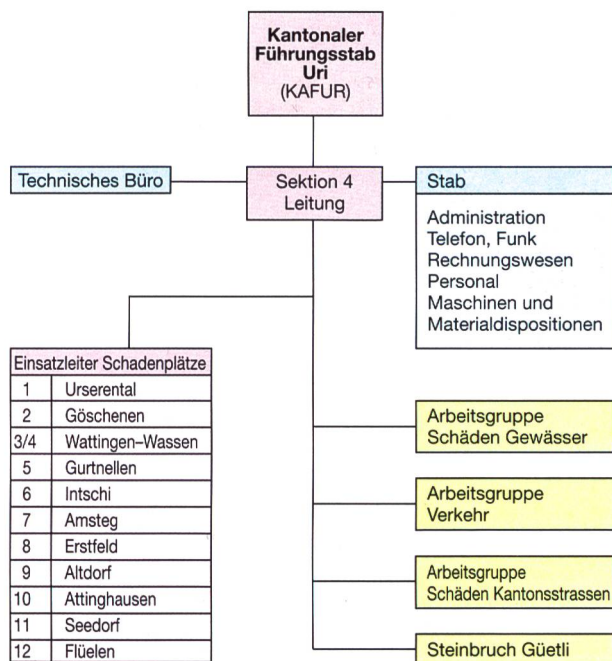 Kantonaler
Führungsstab
Uri
(KAFUR)
Technisches Büro
Sektion 4
Leitung
Stab
Administration
Telefon, Funk
Rechnungswesen
Personal
Maschinen und
Materialdispositionen
Einsatzleiter Schadenplätze
1 Urserental
2 Göschenen
3/4 Wattingen–Wassen
5 Gurtnellen
6 Intschi
7 Amsteg
8 Erstfeld
9 Altdorf
10 Attinghausen
11 Seedorf
12 Flüelen
Arbeitsgruppe
Schäden Gewässer
Arbeitsgruppe
Verkehr
Arbeitsgruppe
Schäden Kantonsstrassen
Steinbruch Güetli